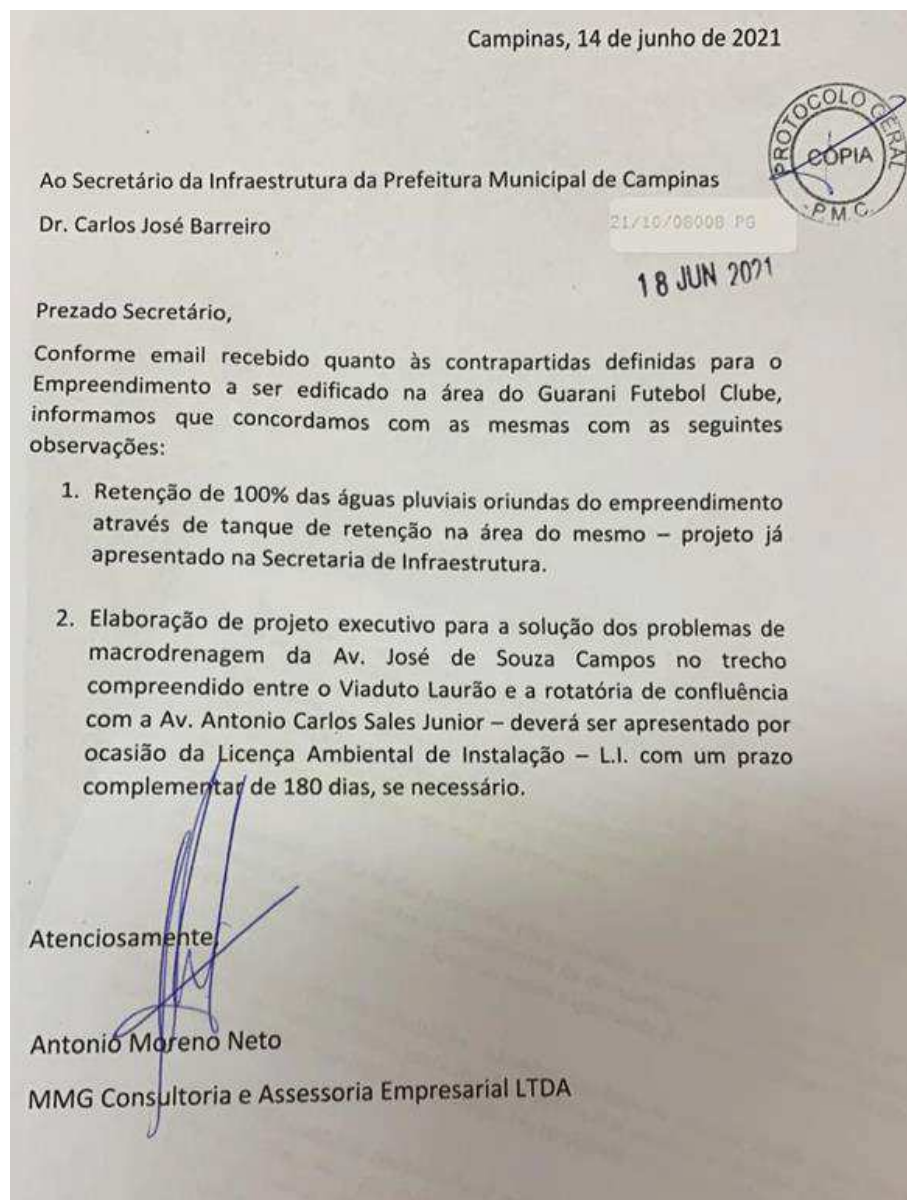 Campinas, 14 de junho de 2021
PROTOCOLO GERAL
CÓPIA
- P.M.C.
Ao Secretário da Infraestrutura da Prefeitura Municipal de Campinas
Dr. Carlos José Barreiro
21/10/08008 PG
18 JUN 2021
Prezado Secretário,
Conforme email recebido quanto às contrapartidas definidas para o
Empreendimento a ser edificado na área do Guarani Futebol Clube,
informamos que concordamos com as mesmas com as seguintes
observações:
1. Retenção de 100% das águas pluviais oriundas do empreendimento
através de tanque de retenção na área do mesmo – projeto já
apresentado na Secretaria de Infraestrutura.
2. Elaboração de projeto executivo para a solução dos problemas de
macrodrenagem da Av. José de Souza Campos no trecho
compreendido entre o Viaduto Laurão e a rotatória de confluência
com a Av. Antonio Carlos Sales Junior – deverá ser apresentado por
ocasião da Licença Ambiental de Instalação – L.I. com um prazo
complementar de 180 dias, se necessário.
Atenciosamente,
Antonio Moreno Neto
MMG Consultoria e Assessoria Empresarial LTDA